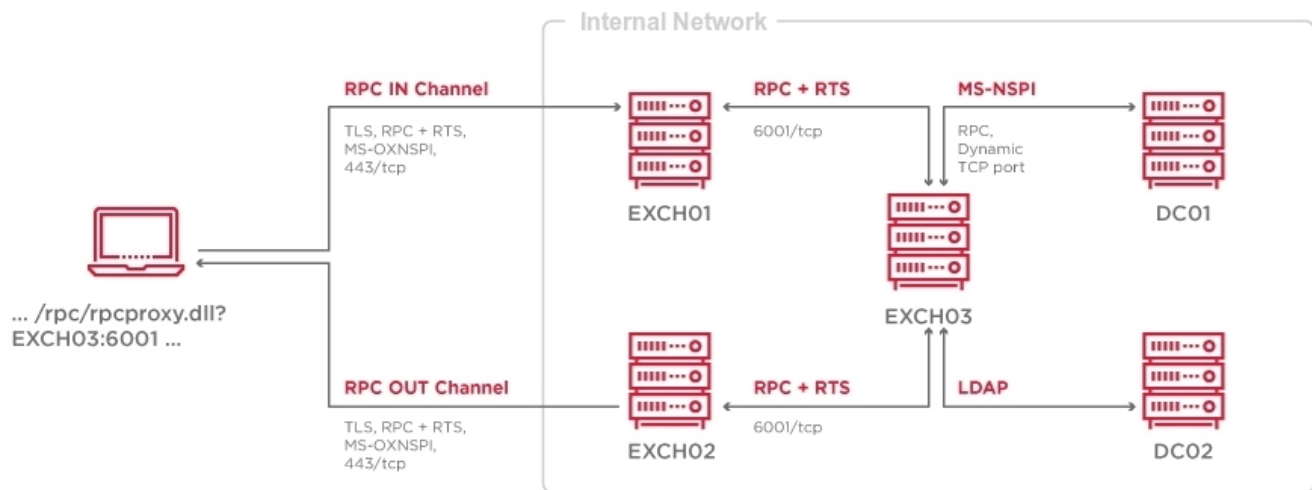 Internal Network
RPC IN Channel
TLS, RPC + RTS,
MS-OXNSPI,
443/tcp
RPC + RTS
6001/tcp
MS-NSPI
RPC,
Dynamic
TCP port
EXCH01
DC01
... /rpc/rpcproxy.dll?
EXCH03:6001 ...
EXCH03
RPC OUT Channel
TLS, RPC + RTS,
MS-OXNSPI,
443/tcp
RPC + RTS
6001/tcp
LDAP
EXCH02
DC02